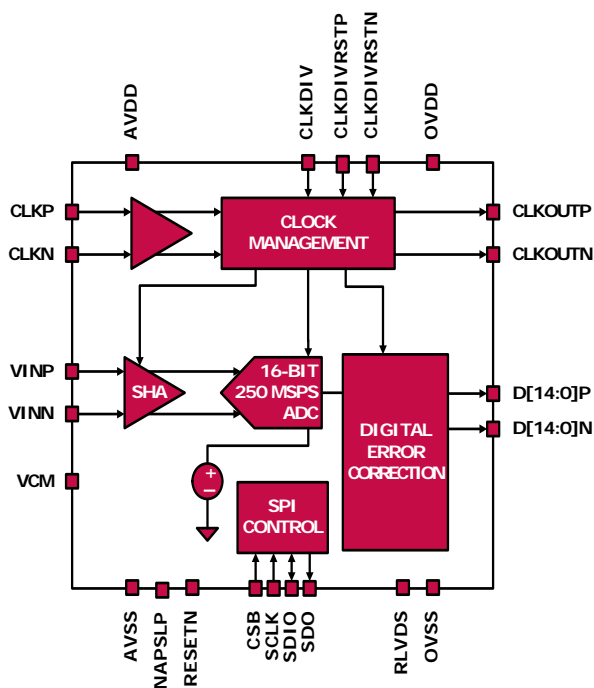 AVDD
CLKDIV
CLKDIVRSTP
CLKDIVRSTN
OVDD
CLKP
CLKN
CLOCK
MANAGEMENT
CLKOUTP
CLKOUTN
VINP
VINN
SHA
16-BIT
250 MSPS
ADC
DIGITAL
ERROR
CORRECTION
D[14:0]P
D[14:0]N
VCM
+
–
SPI
CONTROL
AVSS
NAPSLP
RESETN
CSB
SCLK
SDIO
SDO
RLVDS
OVSS